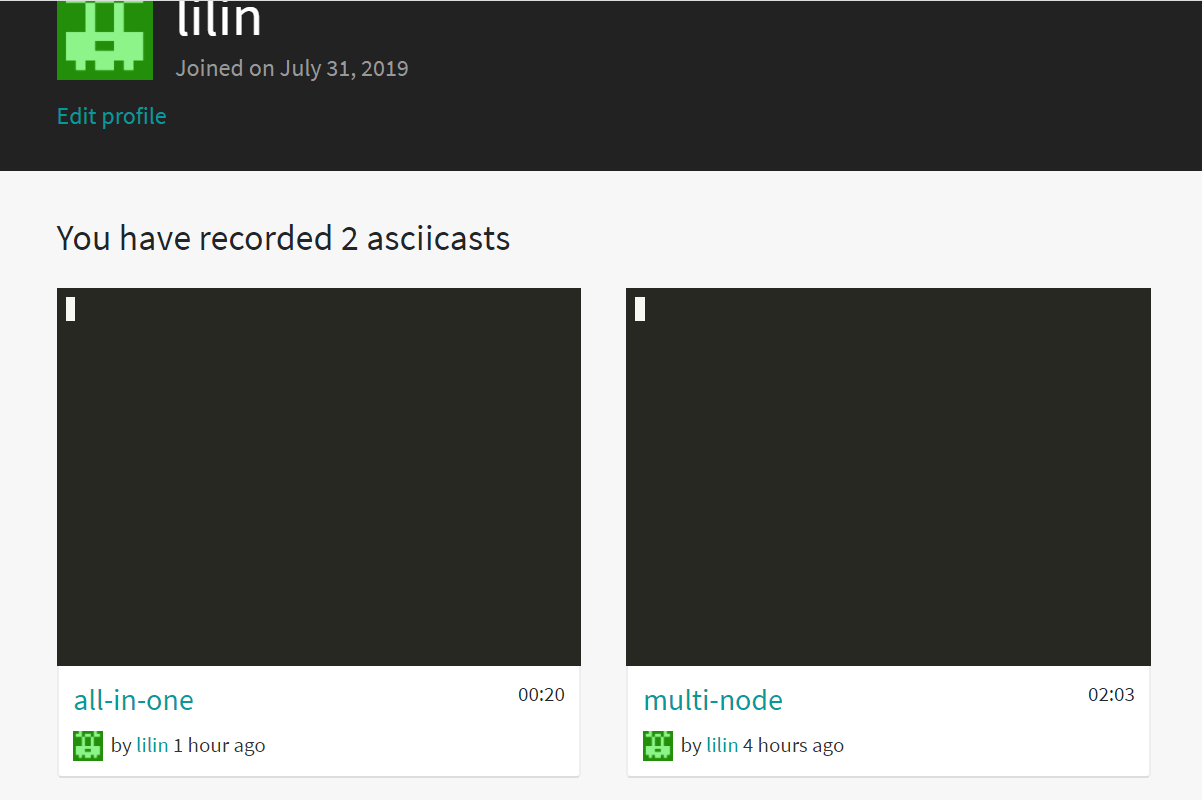 lilin
Joined on July 31, 2019
Edit profile
You have recorded 2 asciicasts
all-in-one 00:20
by lilin 1 hour ago
multi-node 02:03
by lilin 4 hours ago